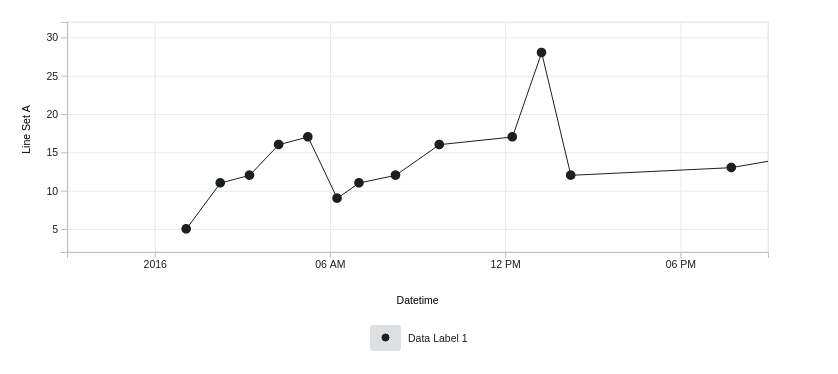 30
25
20
15
10
5
Line Set A
2016
06 AM
12 PM
06 PM
Datetime
Data Label 1